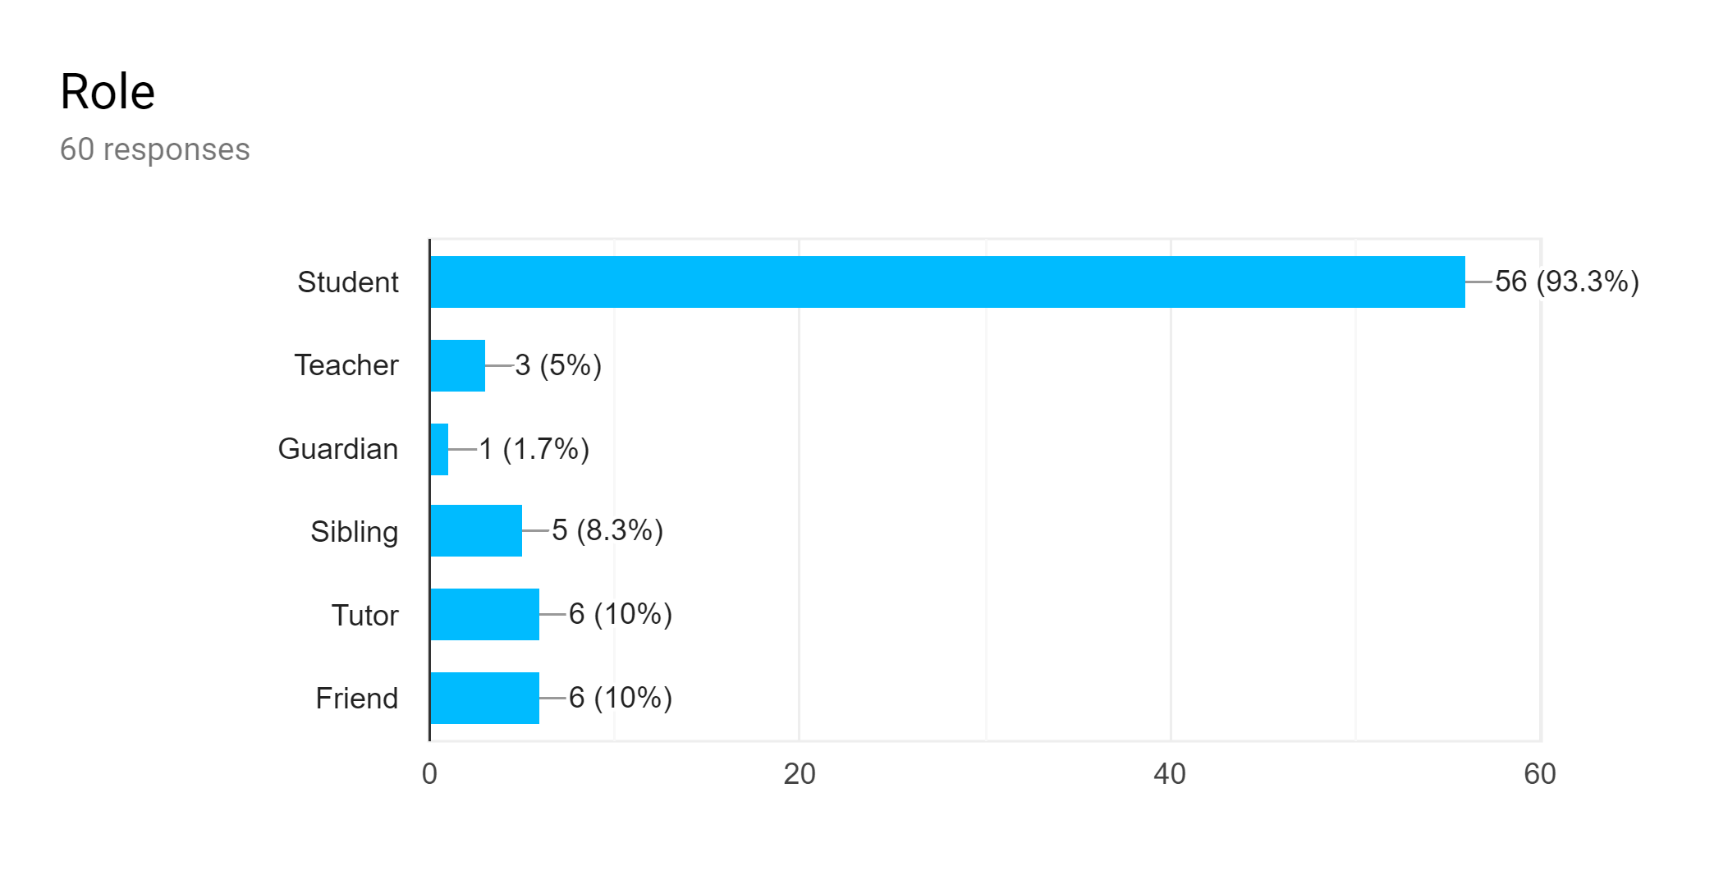 Role
60 responses
Student 56 (93.3%)
Teacher 3 (5%)
Guardian 1 (1.7%)
Sibling 5 (8.3%)
Tutor 6 (10%)
Friend 6 (10%)
0 20 40 60